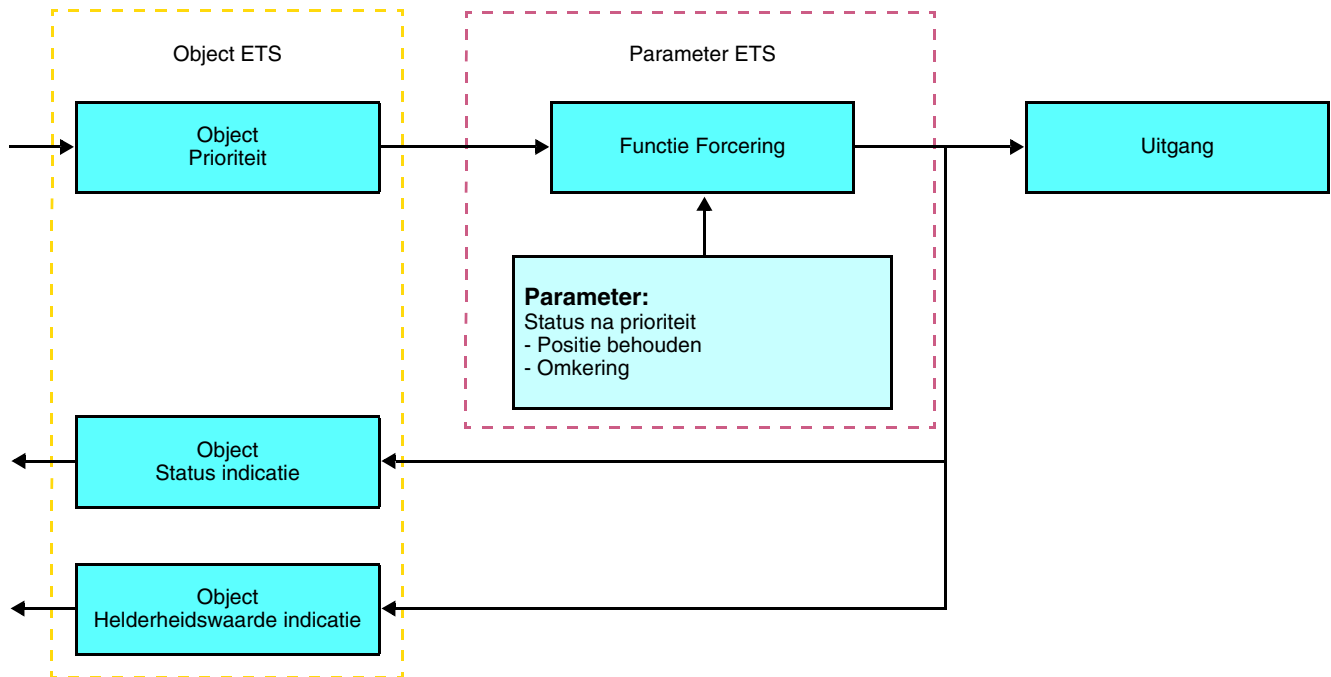 Object ETS
Parameter ETS
Object
Prioriteit
Functie Forcering
Uitgang
Parameter:
Status na prioriteit
- Positie behouden
- Omkering
Object
Status indicatie
Object
Helderheidswaarde indicatie